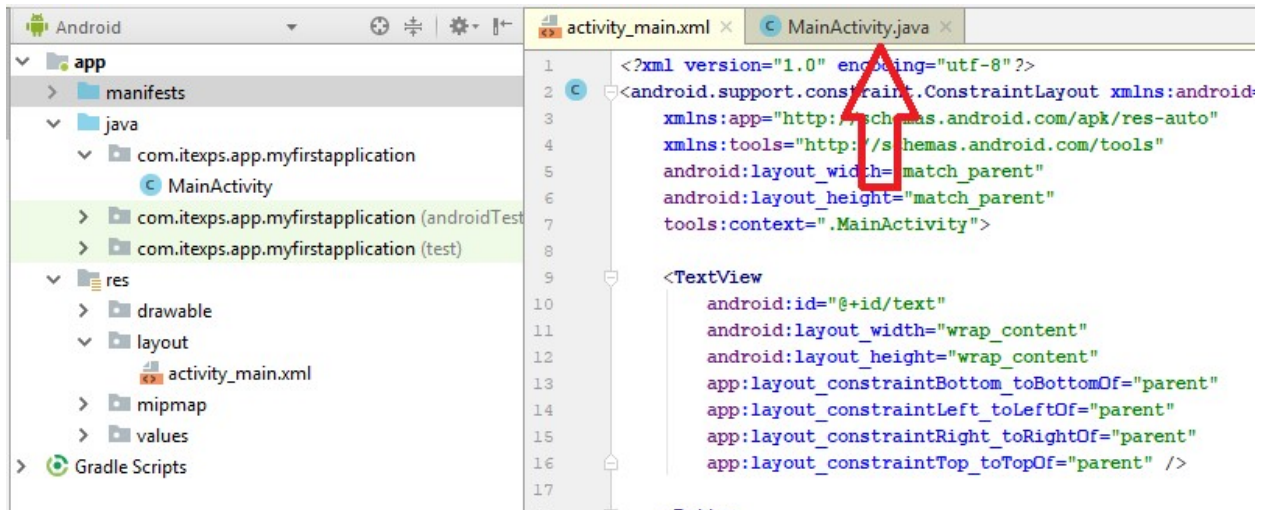 Android
app
manifests
java
com.itexps.app.myfirstapplication
MainActivity
com.itexps.app.myfirstapplication (androidTest
com.itexps.app.myfirstapplication (test)
res
drawable
layout
activity_main.xml
mipmap
values
Gradle Scripts
activity_main.xml
MainActivity.java
1 <?xml version="1.0" encoding="utf-8"?>
2 <android.support.constraint.ConstraintLayout xmlns:android=
3 xmlns:app="http://schemas.android.com/apk/res-auto"
4 xmlns:tools="http://schemas.android.com/tools"
5 android:layout_width="match_parent"
6 android:layout_height="match_parent"
7 tools:context=".MainActivity">
8
9 <TextView
10 android:id="@+id/text"
11 android:layout_width="wrap_content"
12 android:layout_height="wrap_content"
13 app:layout_constraintBottom_toBottomOf="parent"
14 app:layout_constraintLeft_toLeftOf="parent"
15 app:layout_constraintRight_toRightOf="parent"
16 app:layout_constraintTop_toTopOf="parent" />
17